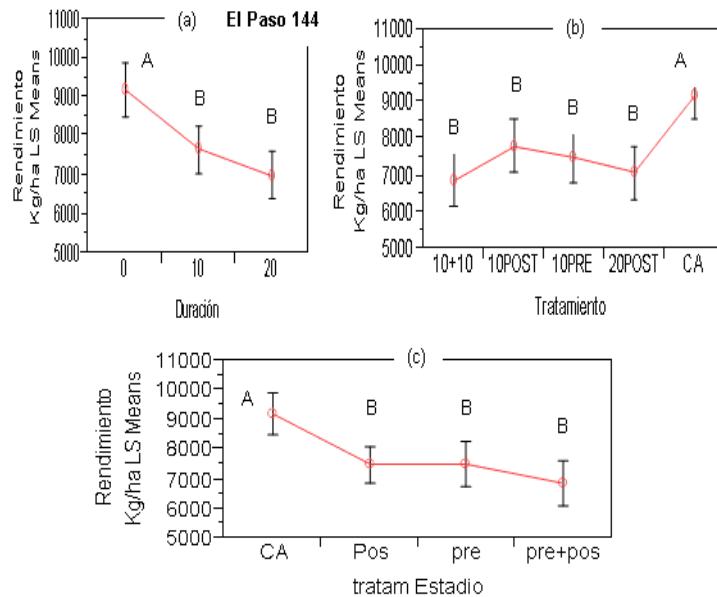 (a) El Paso 144
Rendimiento
Kg/ha LS Means
11000
10000
9000
8000
7000
6000
5000
A
B
B
0 10 20
Duración
(b)
Rendimiento
Kg/ha LS Means
11000
10000
9000
8000
7000
6000
5000
B
B
B
B
A
10+10 10POST 10PRE 20POST CA
Tratamiento
(c)
Rendimiento
Kg/ha LS Means
11000
10000
9000
8000
7000
6000
5000
A
B
B
B
CA Pos pre pre+pos
tratam Estadio